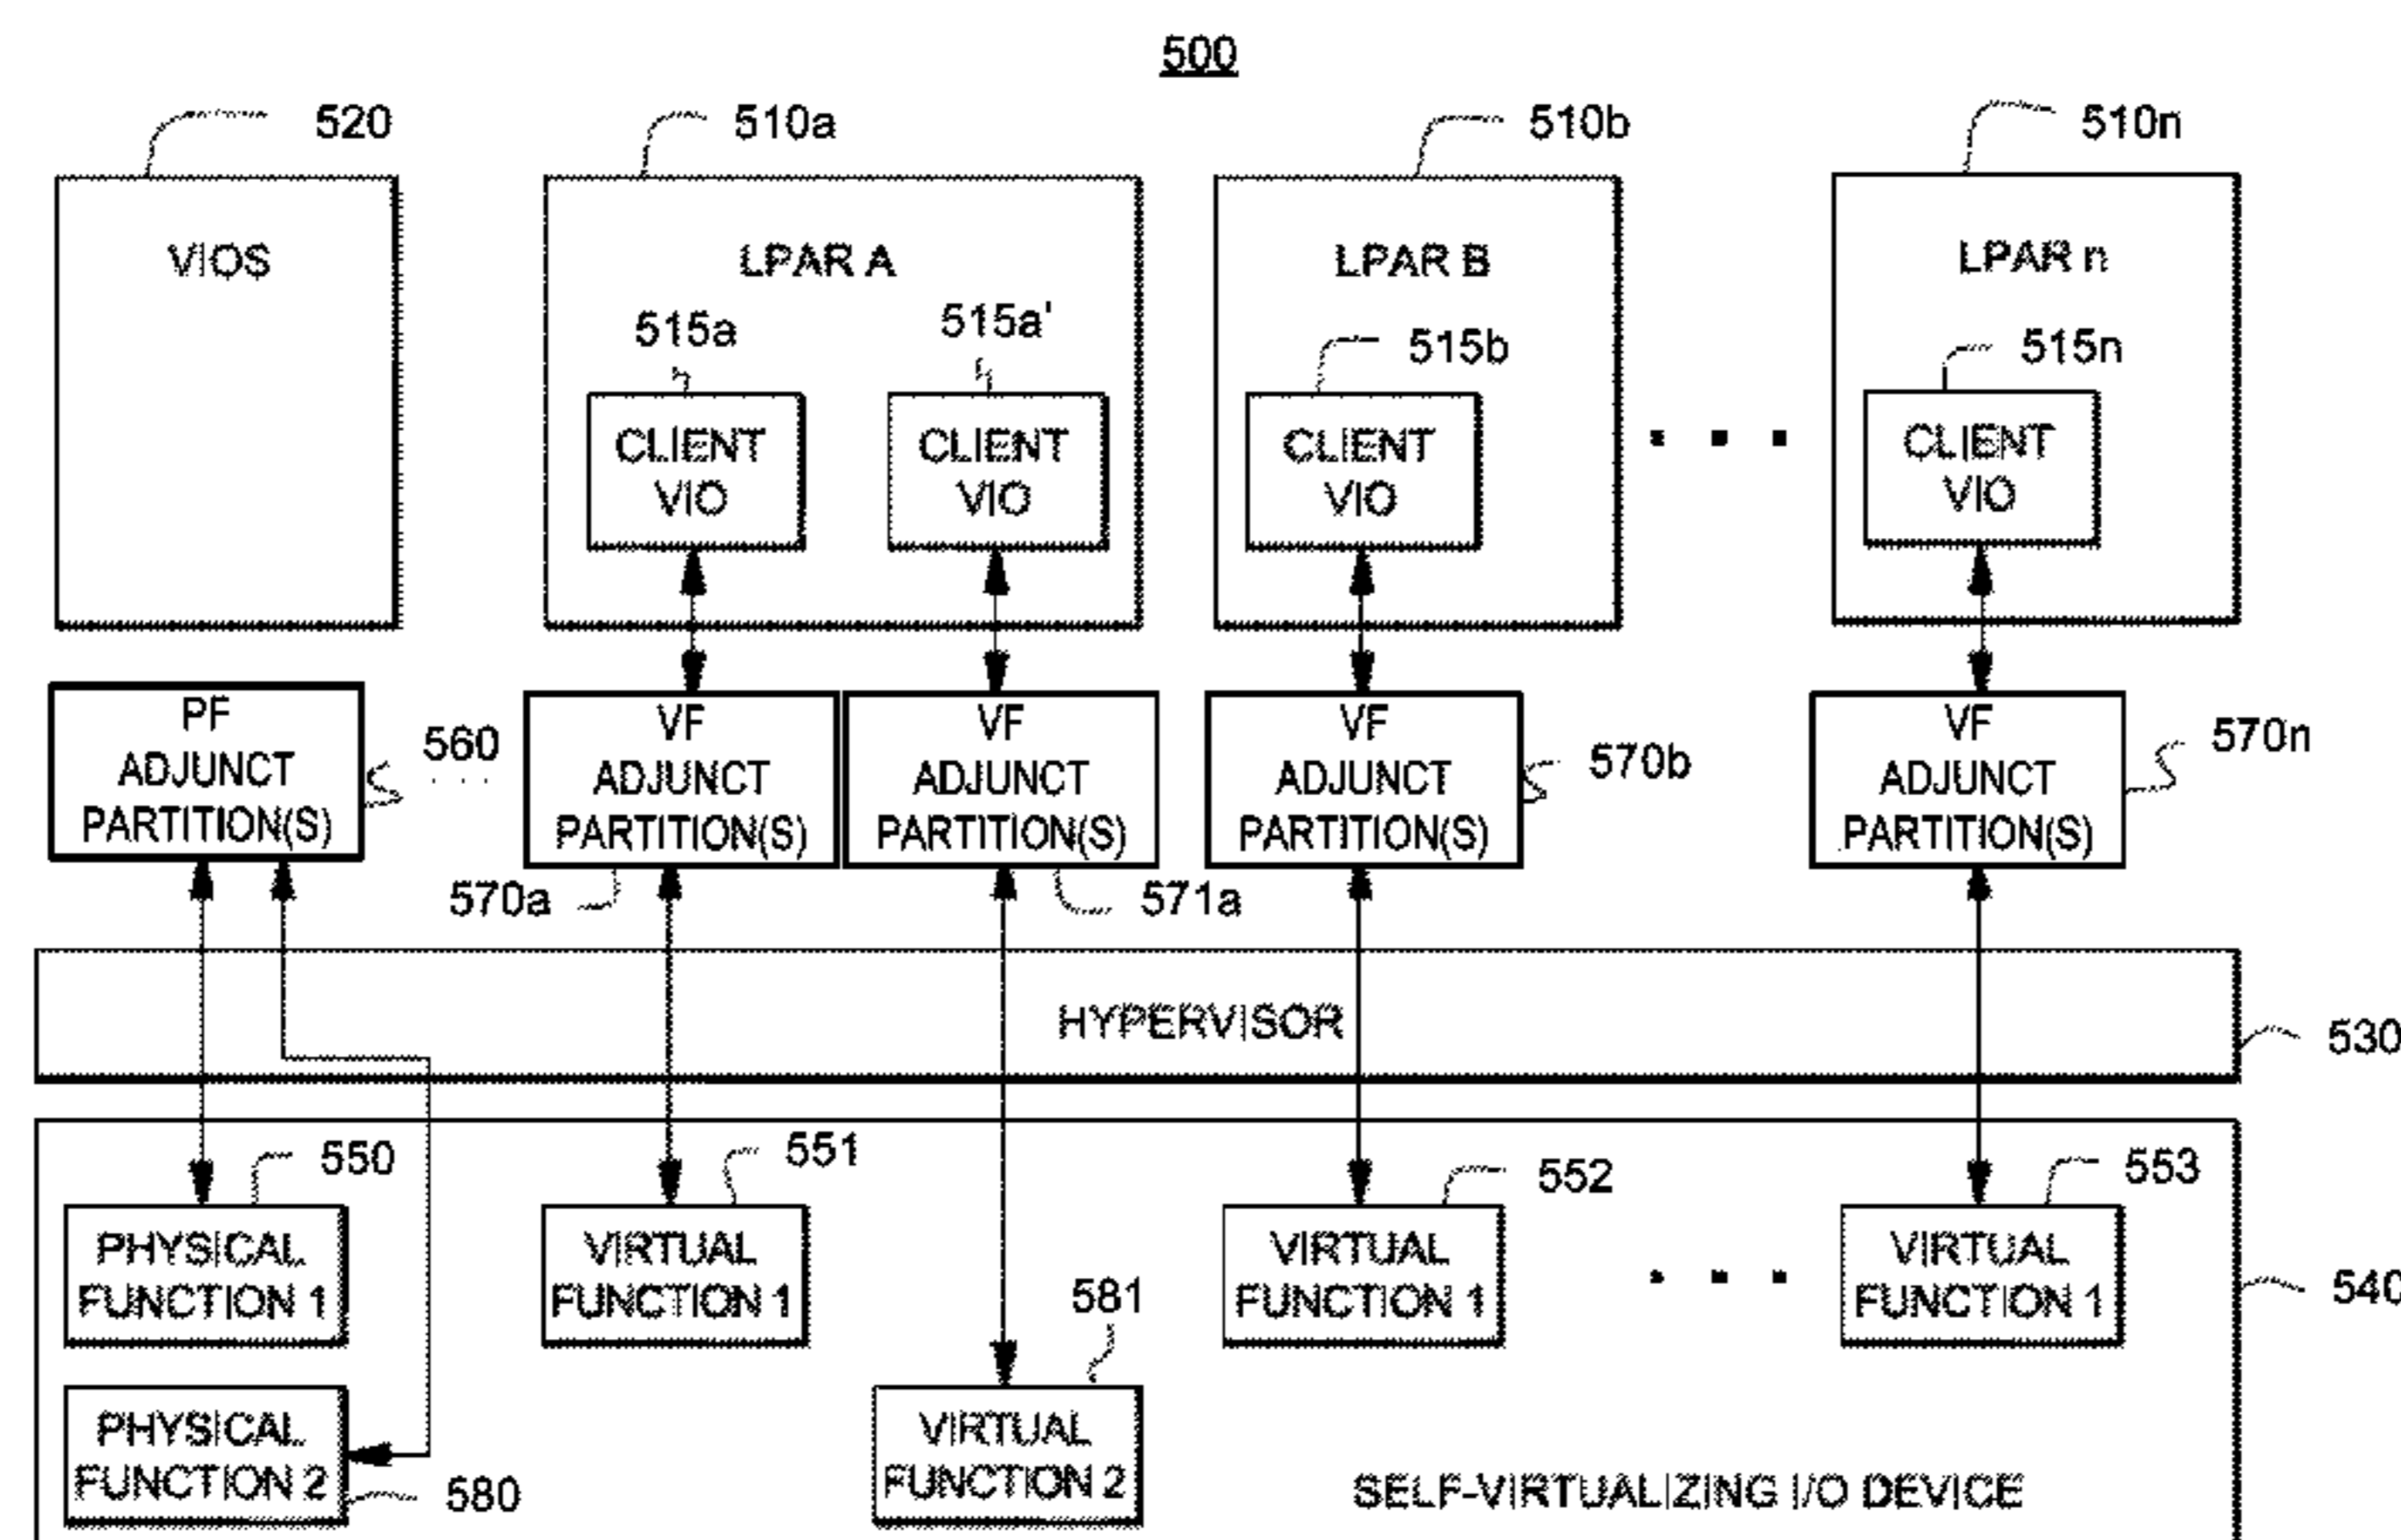 500
520
510a
510b
510n
VIOS
LPAR A
LPAR B
LPAR n
515a
515a'
515b
515n
CLIENT
VIO
CLIENT
VIO
CLIENT
VIO
CLIENT
VIO
PF
ADJUNCT
PARTITION(S)
560
VF
ADJUNCT
PARTITION(S)
570a
VF
ADJUNCT
PARTITION(S)
571a
VF
ADJUNCT
PARTITION(S)
570b
VF
ADJUNCT
PARTITION(S)
570n
HYPERVISOR
530
550
551
552
553
PHYSICAL
FUNCTION 1
VIRTUAL
FUNCTION 1
VIRTUAL
FUNCTION 1
VIRTUAL
FUNCTION 1
540
581
PHYSICAL
FUNCTION 2
580
VIRTUAL
FUNCTION 2
SELF-VIRTUALIZING I/O DEVICE